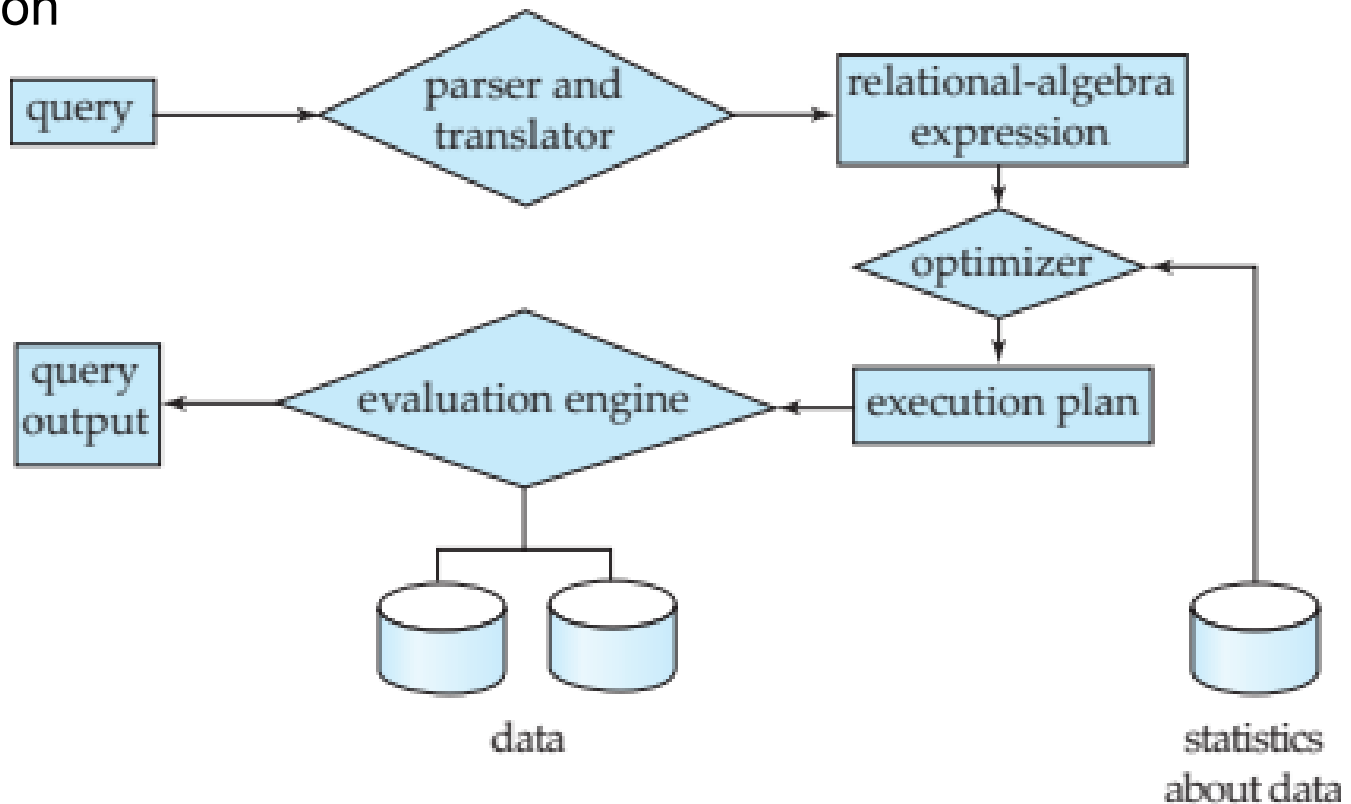 on
query
parser and
translator
relational-algebra
expression
optimizer
query
output
evaluation engine
execution plan
data
statistics
about data